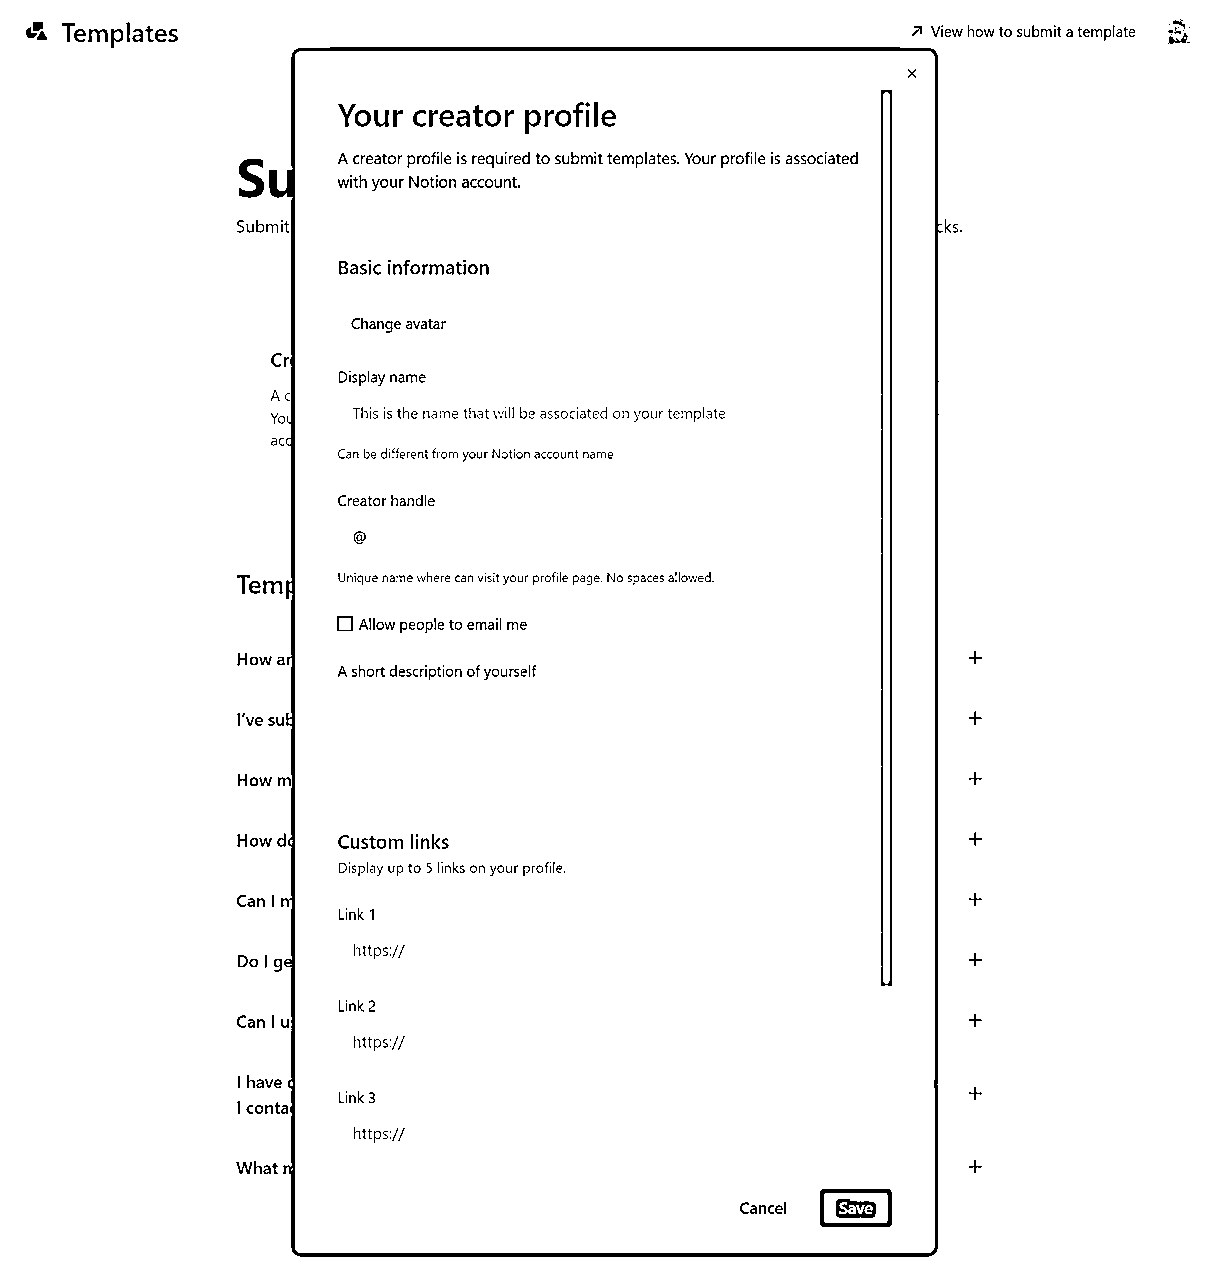 Templates
View how to submit a template
Your creator profile
A creator profile is required to submit templates. Your profile is associated
with your Notion account.
Su
Submit
cks.
Basic information
Change avatar
Cre
Display name
A c
This is the name that will be associated on your template
You
acc
Can be different from your Notion account name
Creator handle
@
Unique name where can visit your profile page. No spaces allowed.
Temp
Allow people to email me
How ar
A short description of yourself
I've sub
How m
How do
Custom links
Display up to 5 links on your profile.
Can I m
Link 1
https://
Do I ge
Link 2
Can I us
https://
I have
Link 3
I conta
https://
What m
Cancel
Save